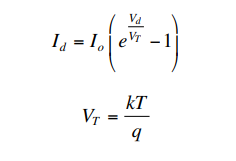 I_d = I_o ( e^{V_d / V_T} − 1 )
V_T = kT / q